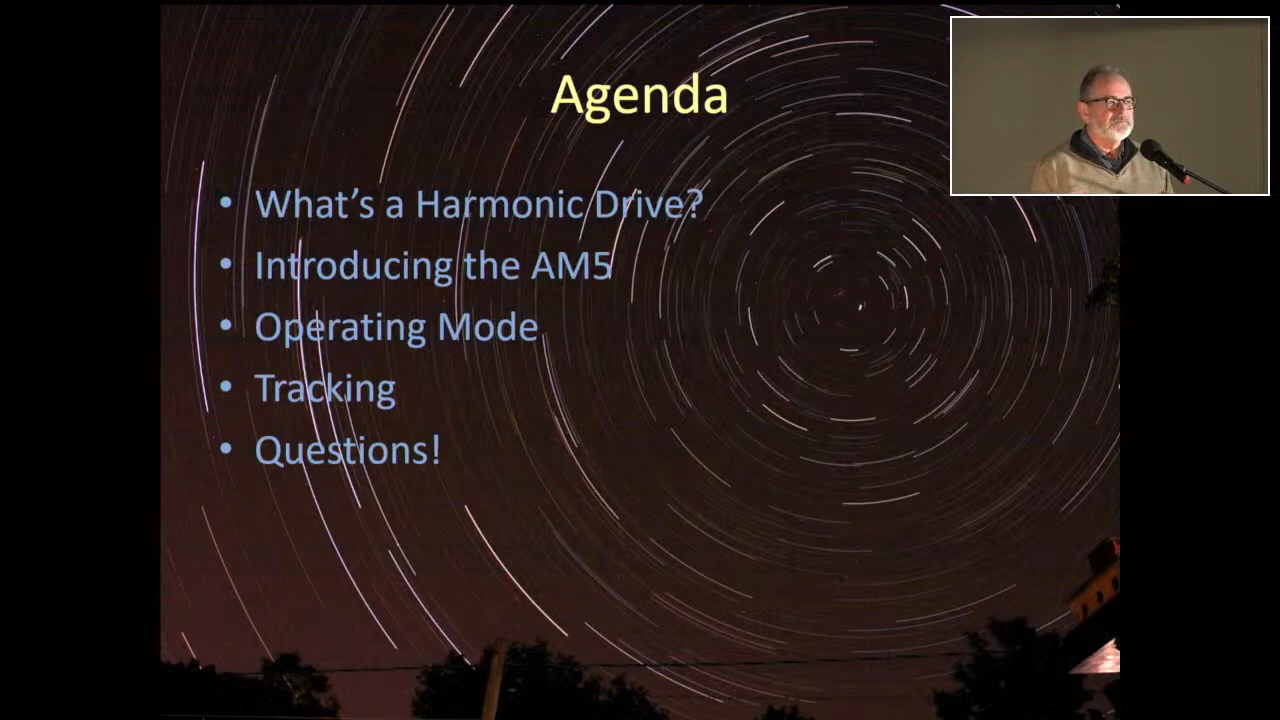 Agenda
• What's a Harmonic Drive?
• Introducing the AM5
• Operating Mode
• Tracking
• Questions!